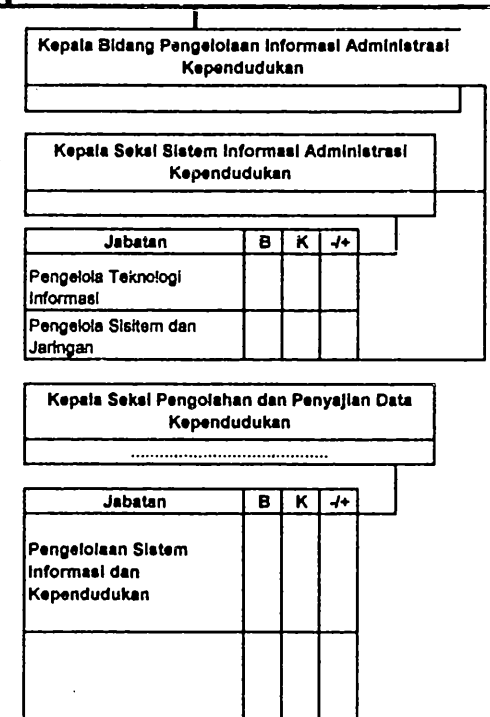 Kepala Bidang Pengelolaan Informasi Administrasi
Kependudukan
Kepala Seksi Sistem Informasi Administrasi
Kependudukan
Jabatan B K -/+
Pengelola Teknologi
Informasi
Pengelola Sisitem dan
Jaringan
Kepala Seksi Pengolahan dan Penyajian Data
Kependudukan
..........................................
Jabatan B K -/+
Pengelolaan Sistem
Informasi dan
Kependudukan